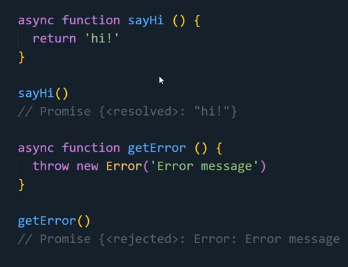 async function sayHi () {
  return 'hi!'
}
sayHi()
// Promise {<resolved>: "hi!"}
async function getError () {
  throw new Error('Error message')
}
getError()
// Promise {<rejected>: Error: Error message